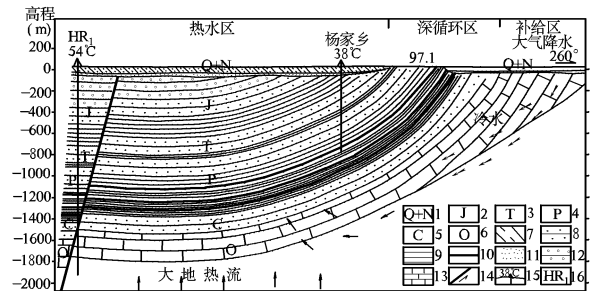 高程
(m)
热水区
深循环区
补给区
大气降水
HR₁
54℃
杨家乡
38℃
97.1
Q+N
Q+N
260°
200
0
−200
−400
−600
−800
−1000
−1200
−1400
−1600
−1800
−2000
J
J
T
T
P
P
C
C
O
冷水
大地热流
Q+N 1
J 2
T 3
P 4
C 5
O 6
7
8
9
10
11
12
13
14
38℃ 15
HR₁ 16